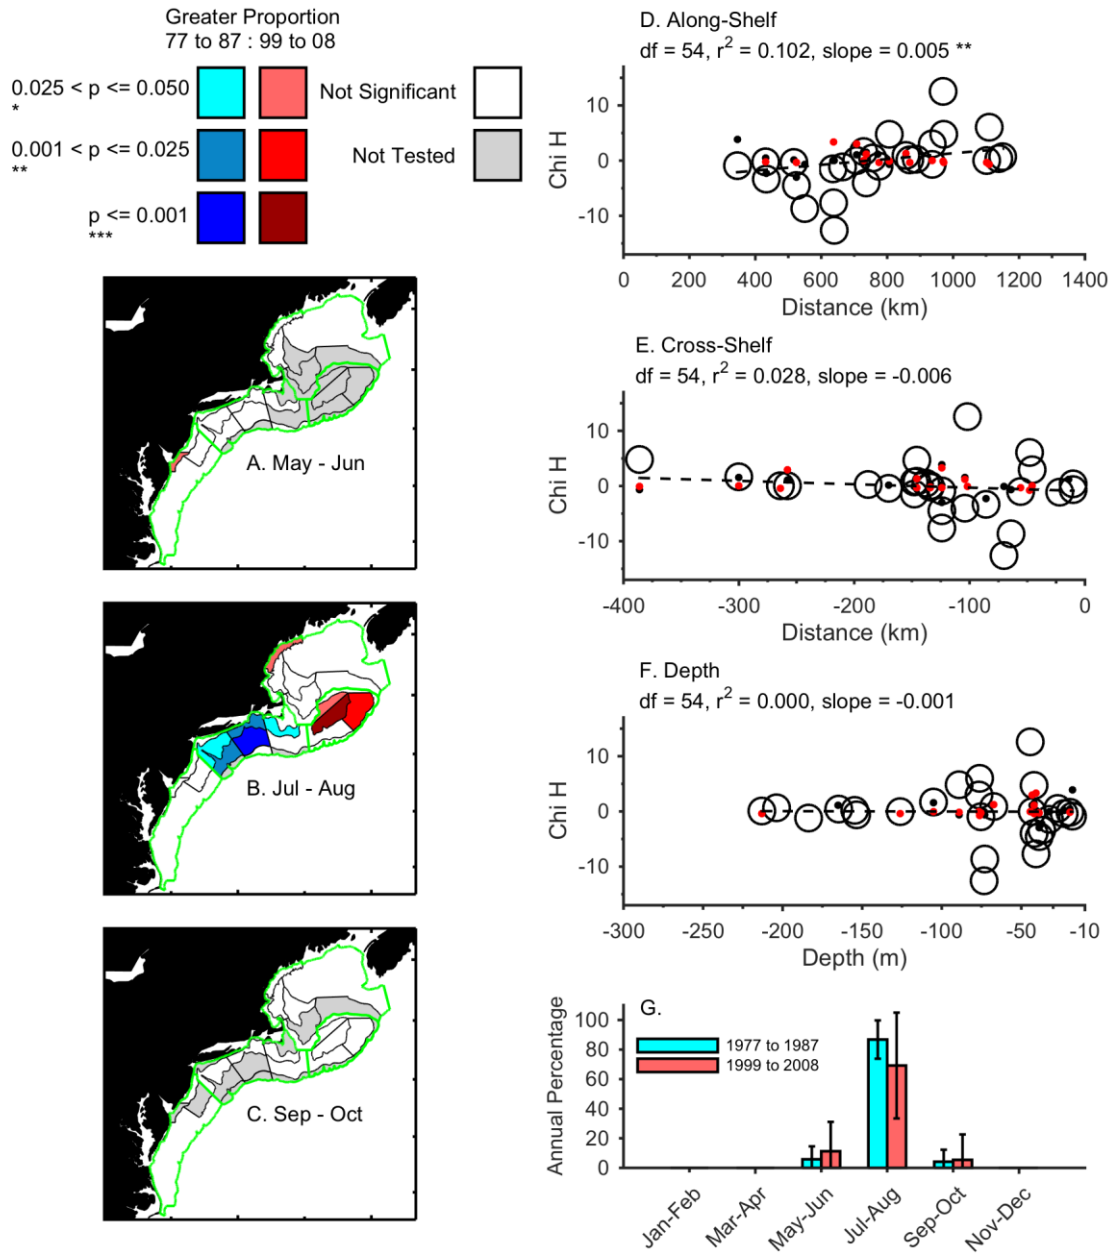 Greater Proportion
77 to 87 : 99 to 08
0.025 < p <= 0.050
*
Not Significant
0.001 < p <= 0.025
**
Not Tested
p <= 0.001
***
A. May - Jun
B. Jul - Aug
C. Sep - Oct
D. Along-Shelf
df = 54, r² = 0.102, slope = 0.005 **
Chi H
10
0
-10
0 200 400 600 800 1000 1200 1400
Distance (km)
E. Cross-Shelf
df = 54, r² = 0.028, slope = -0.006
Chi H
10
0
-10
-400 -300 -200 -100 0
Distance (km)
F. Depth
df = 54, r² = 0.000, slope = -0.001
Chi H
10
0
-10
-300 -250 -200 -150 -100 -50 -10
Depth (m)
G.
Annual Percentage
100
80
60
40
20
0
1977 to 1987
1999 to 2008
Jan-Feb
Mar-Apr
May-Jun
Jul-Aug
Sep-Oct
Nov-Dec